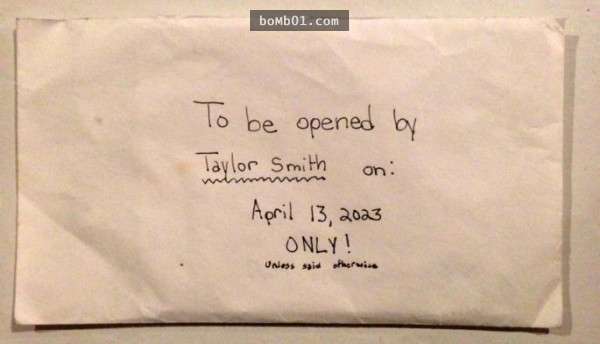 boMb01.com
To be opened by
Taylor Smith on:
April 13, 2023
ONLY!
Unless said otherwise